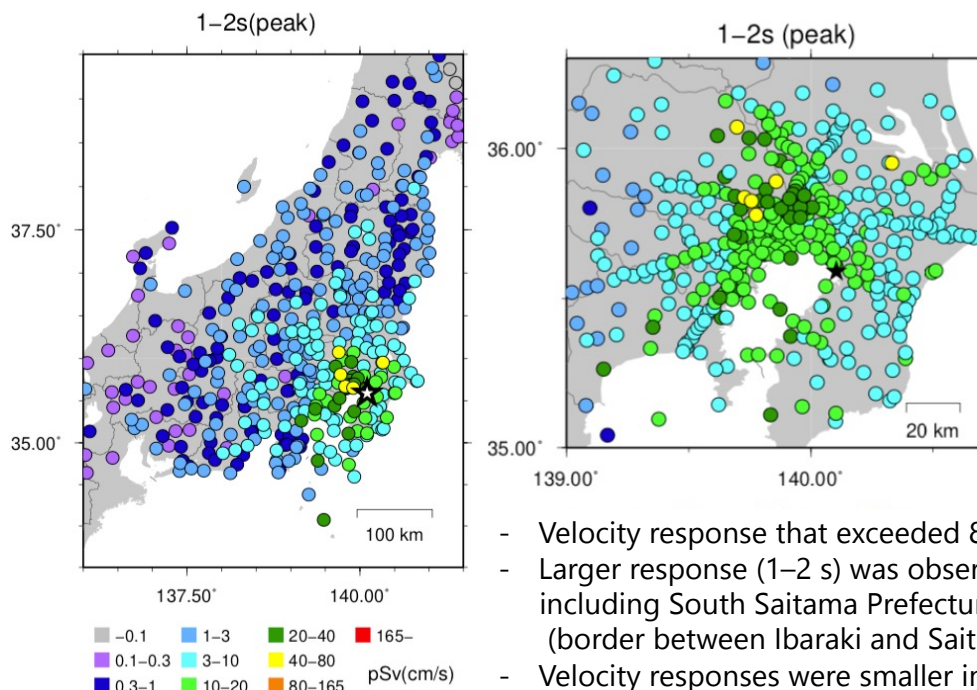 1−2s(peak)
37.50˚
35.00˚
100 km
137.50˚
140.00˚
−0.1
1−3
20−40
165−
0.1−0.3
3−10
40−80
0.3−1
10−20
80−165
pSv(cm/s)
1−2s (peak)
36.00˚
35.00˚
20 km
139.00˚
140.00˚
- Velocity response that exceeded 8
- Larger response (1–2 s) was obser
including South Saitama Prefectur
(border between Ibaraki and Sait
- Velocity responses were smaller i